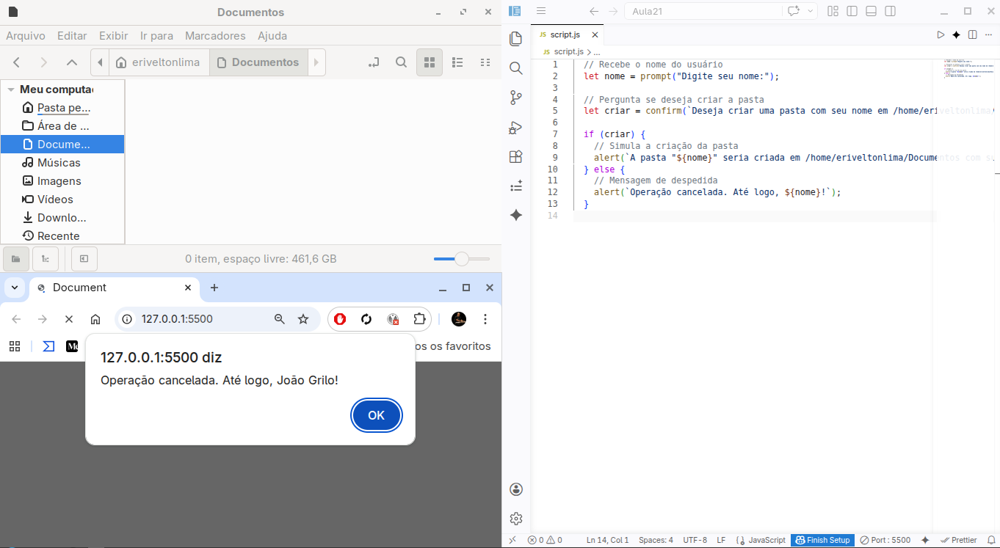 Documentos
Arquivo Editar Exibir Ir para Marcadores Ajuda
eriveltonlima Documentos
Meu computa
Pasta pe...
Área de ...
Docume...
Músicas
Imagens
Vídeos
Downlo...
Recente
0 item, espaço livre: 461,6 GB
Document
127.0.0.1:5500
os os favoritos
127.0.0.1:5500 diz
Operação cancelada. Até logo, João Grilo!
OK
Aula21
JS script.js
JS script.js > ...
1 // Recebe o nome do usuário
2 let nome = prompt("Digite seu nome:");
3
4 // Pergunta se deseja criar a pasta
5 let criar = confirm(`Deseja criar uma pasta com seu nome em /home/eriveltonlima/
6
7 if (criar) {
8 // Simula a criação da pasta
9 alert(`A pasta "${nome}" seria criada em /home/eriveltonlima/Documentos com su
10 } else {
11 // Mensagem de despedida
12 alert(`Operação cancelada. Até logo, ${nome}!`);
13 }
14
0 0 Ln 14, Col 1 Spaces: 4 UTF-8 LF {} JavaScript Finish Setup Port : 5500 Prettier